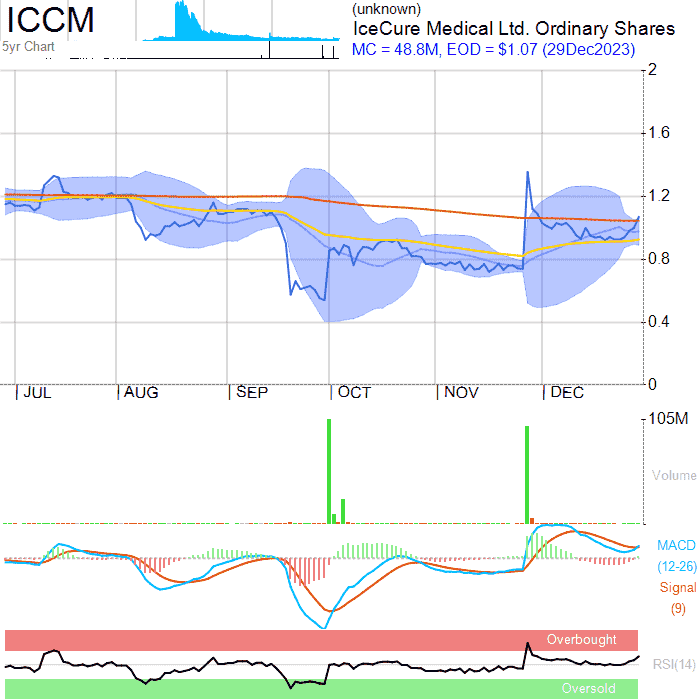 ICCM
5yr Chart
(unknown)
IceCure Medical Ltd. Ordinary Shares
MC = 48.8M, EOD = $1.07 (29Dec2023)
2
1.6
1.2
0.8
0.4
0
JUL AUG SEP OCT NOV DEC
105M
Volume
MACD
(12-26)
Signal
(9)
Overbought
RSI(14)
Oversold